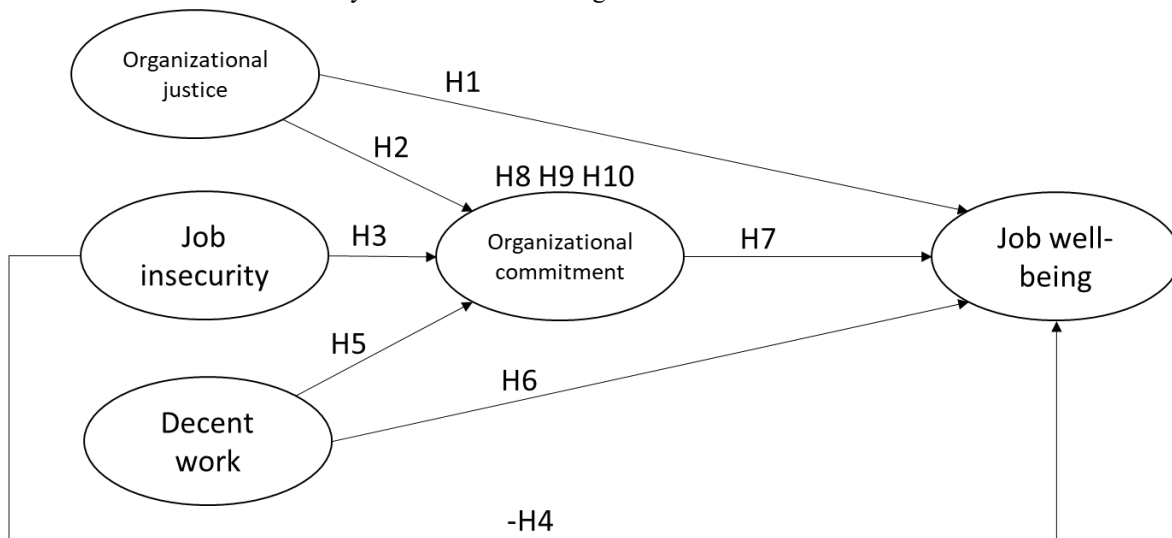 Organizational
justice
H1
H2
H8 H9 H10
Job
insecurity
H3
Organizational
commitment
H7
Job well-
being
H5
H6
Decent
work
-H4